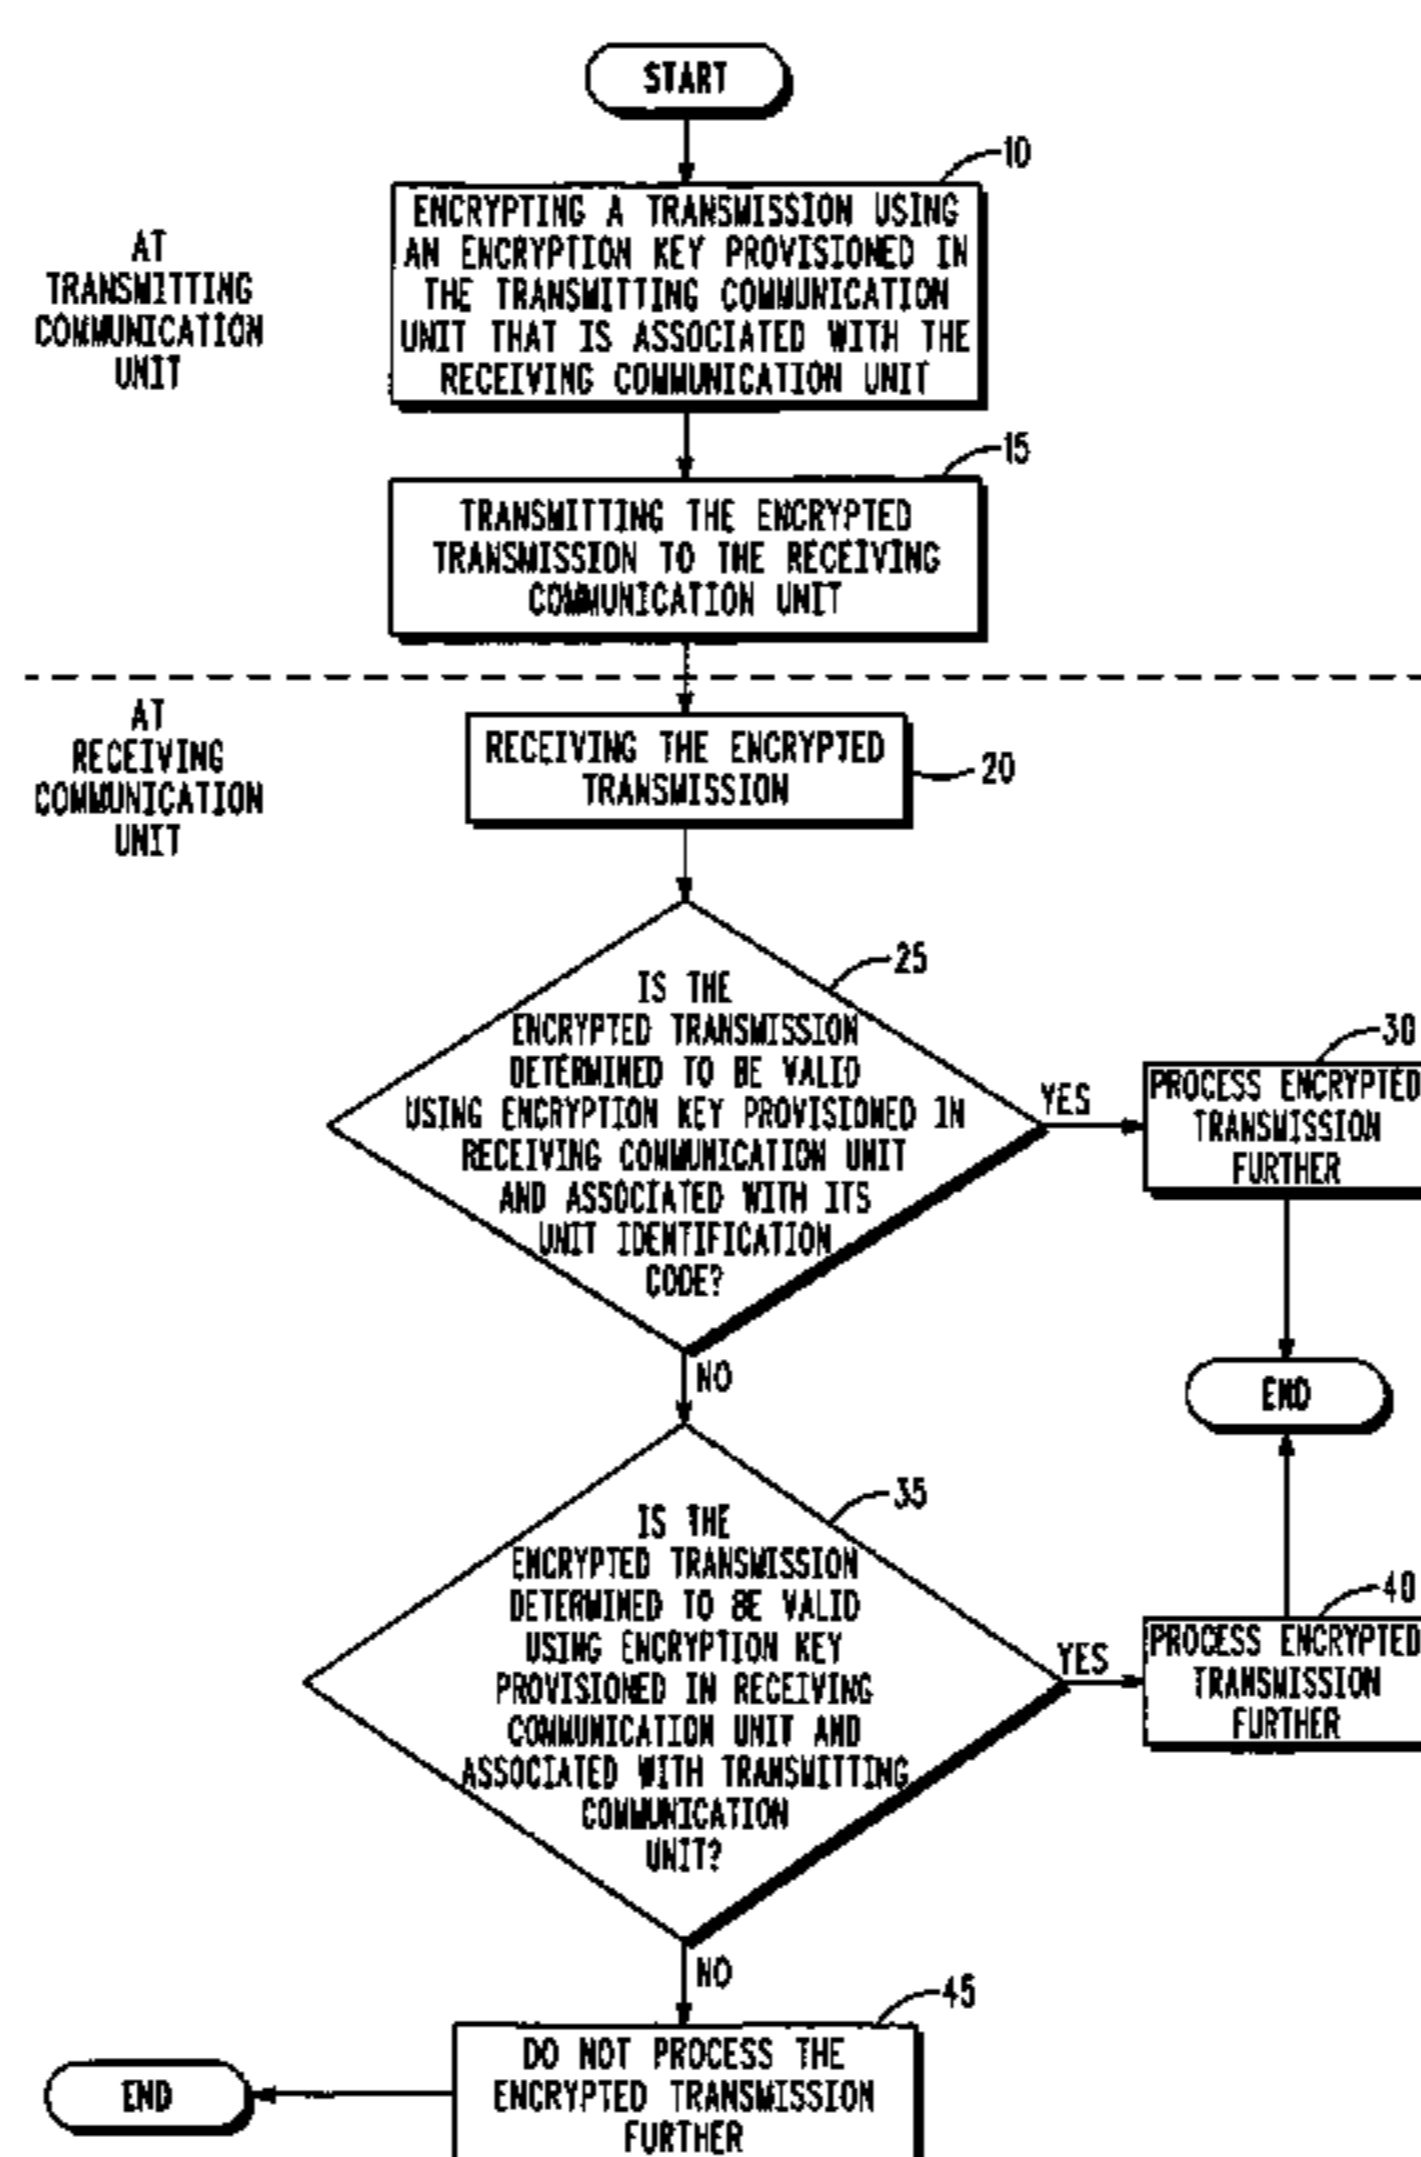 START
10
ENCRYPTING A TRANSMISSION USING
AN ENCRYPTION KEY PROVISIONED IN
THE TRANSMITTING COMMUNICATION
UNIT THAT IS ASSOCIATED WITH THE
RECEIVING COMMUNICATION UNIT
AT
TRANSMITTING
COMMUNICATION
UNIT
15
TRANSMITTING THE ENCRYPTED
TRANSMISSION TO THE RECEIVING
COMMUNICATION UNIT
AT
RECEIVING
COMMUNICATION
UNIT
RECEIVING THE ENCRYPTED
TRANSMISSION
20
25
IS THE
ENCRYPTED TRANSMISSION
DETERMINED TO BE VALID
USING ENCRYPTION KEY PROVISIONED IN
RECEIVING COMMUNICATION UNIT
AND ASSOCIATED WITH ITS
UNIT IDENTIFICATION
CODE?
YES
30
PROCESS ENCRYPTED
TRANSMISSION
FURTHER
NO
END
35
IS THE
ENCRYPTED TRANSMISSION
DETERMINED TO BE VALID
USING ENCRYPTION KEY
PROVISIONED IN RECEIVING
COMMUNICATION UNIT AND
ASSOCIATED WITH TRANSMITTING
COMMUNICATION
UNIT?
YES
40
PROCESS ENCRYPTED
TRANSMISSION
FURTHER
NO
45
DO NOT PROCESS THE
ENCRYPTED TRANSMISSION
FURTHER
END